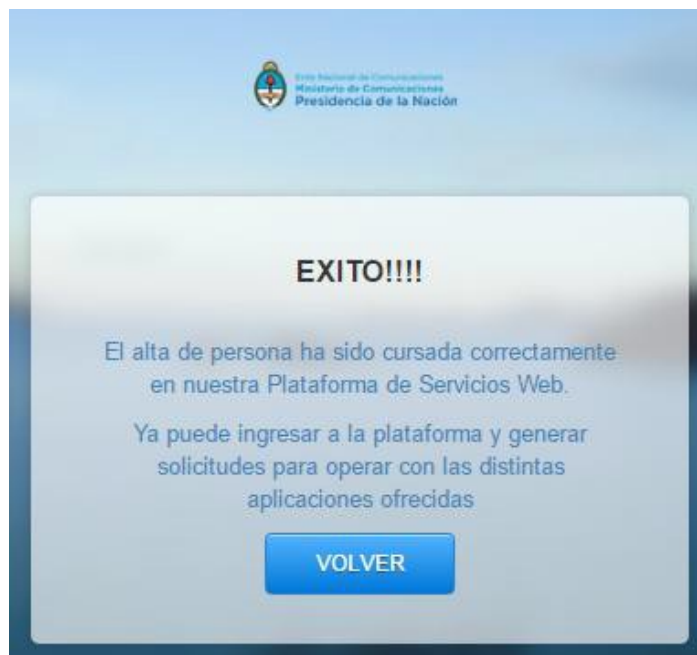 Ente Nacional de Comunicaciones
Ministerio de Comunicaciones
Presidencia de la Nación
EXITO!!!!
El alta de persona ha sido cursada correctamente
en nuestra Plataforma de Servicios Web.
Ya puede ingresar a la plataforma y generar
solicitudes para operar con las distintas
aplicaciones ofrecidas
VOLVER